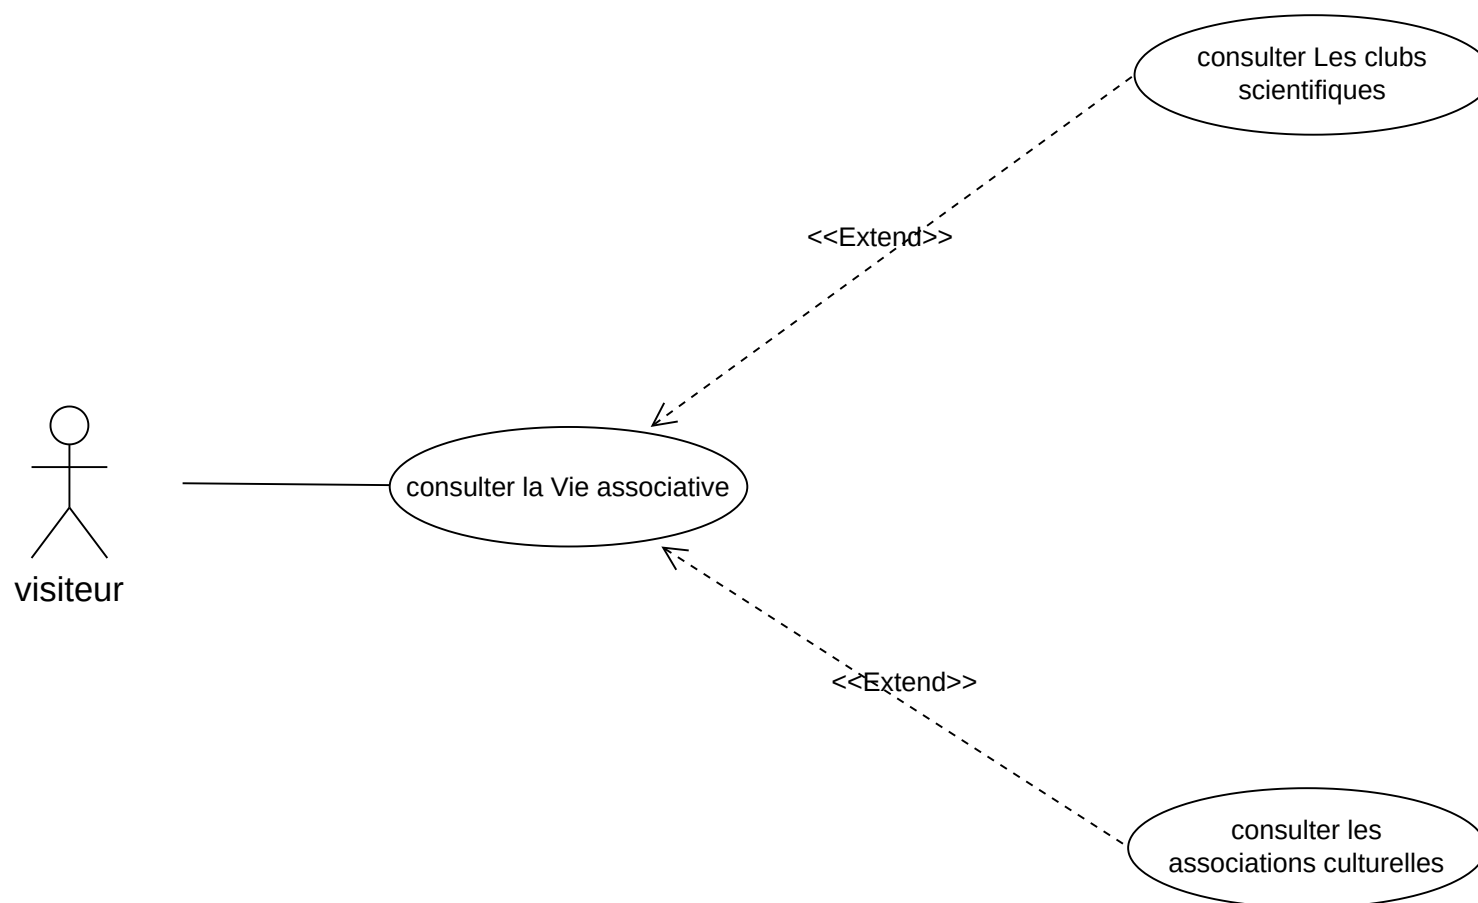 consulter Les clubs
scientifiques
<<Extend>>
consulter la Vie associative
visiteur
<<Extend>>
consulter les
associations culturelles